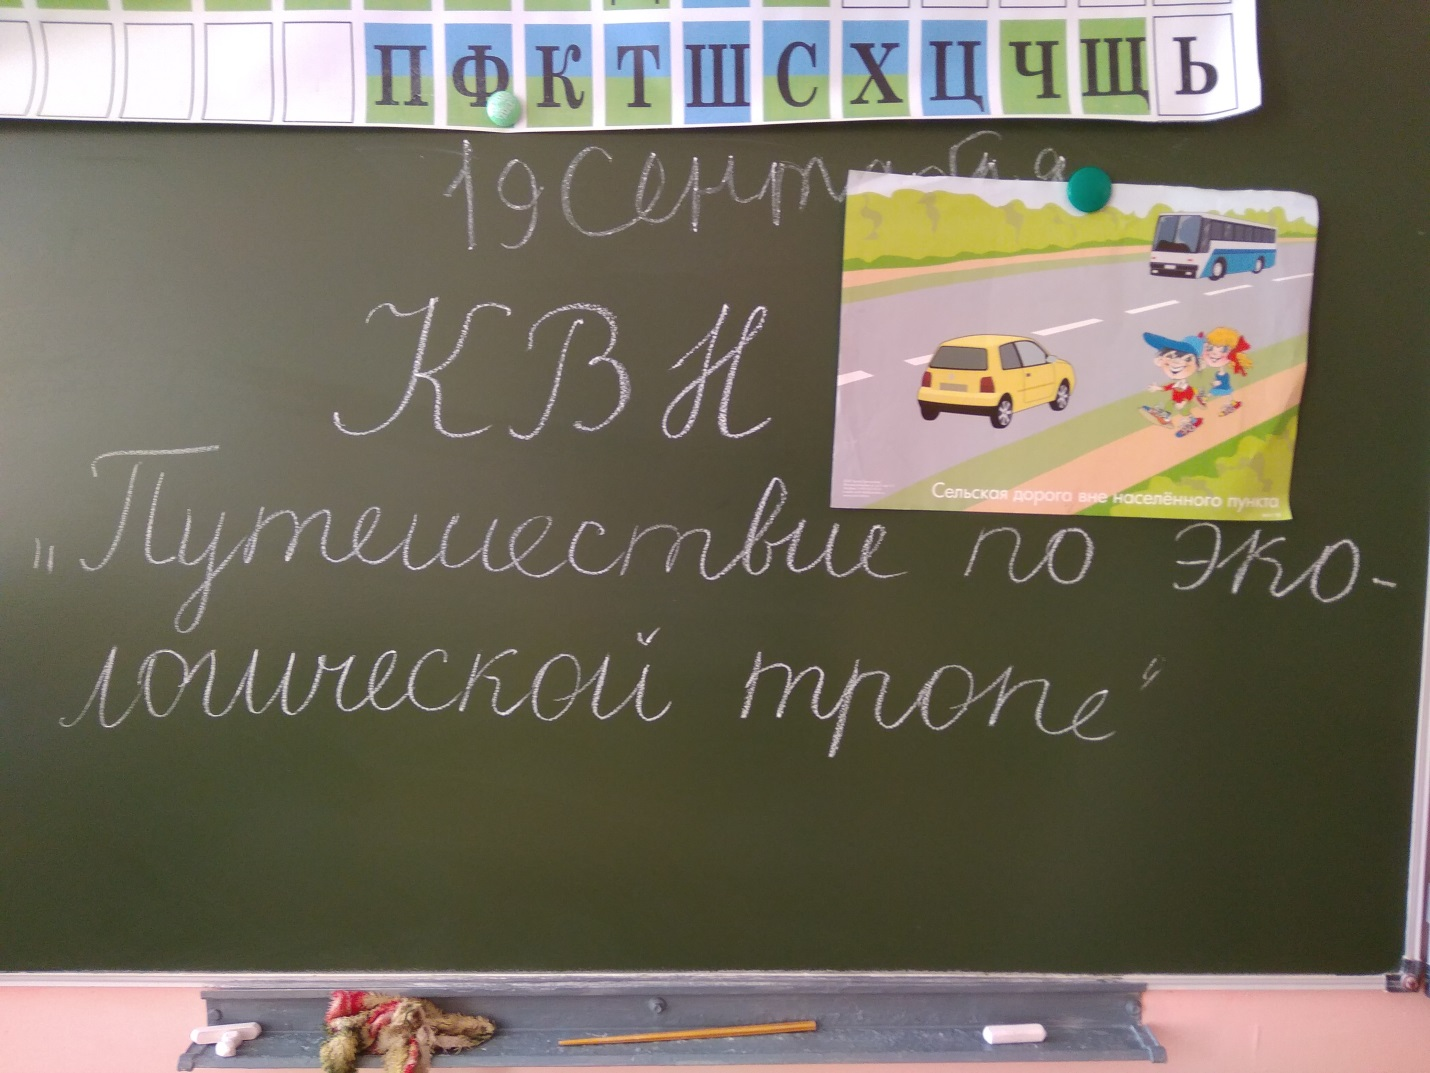 П Ф К Т Ш С Х Ц Ч Щ Ь
19 Сентября
КВН
„Путешествие по эко-
логической тропе“
Сельская дорога вне населённого пункта